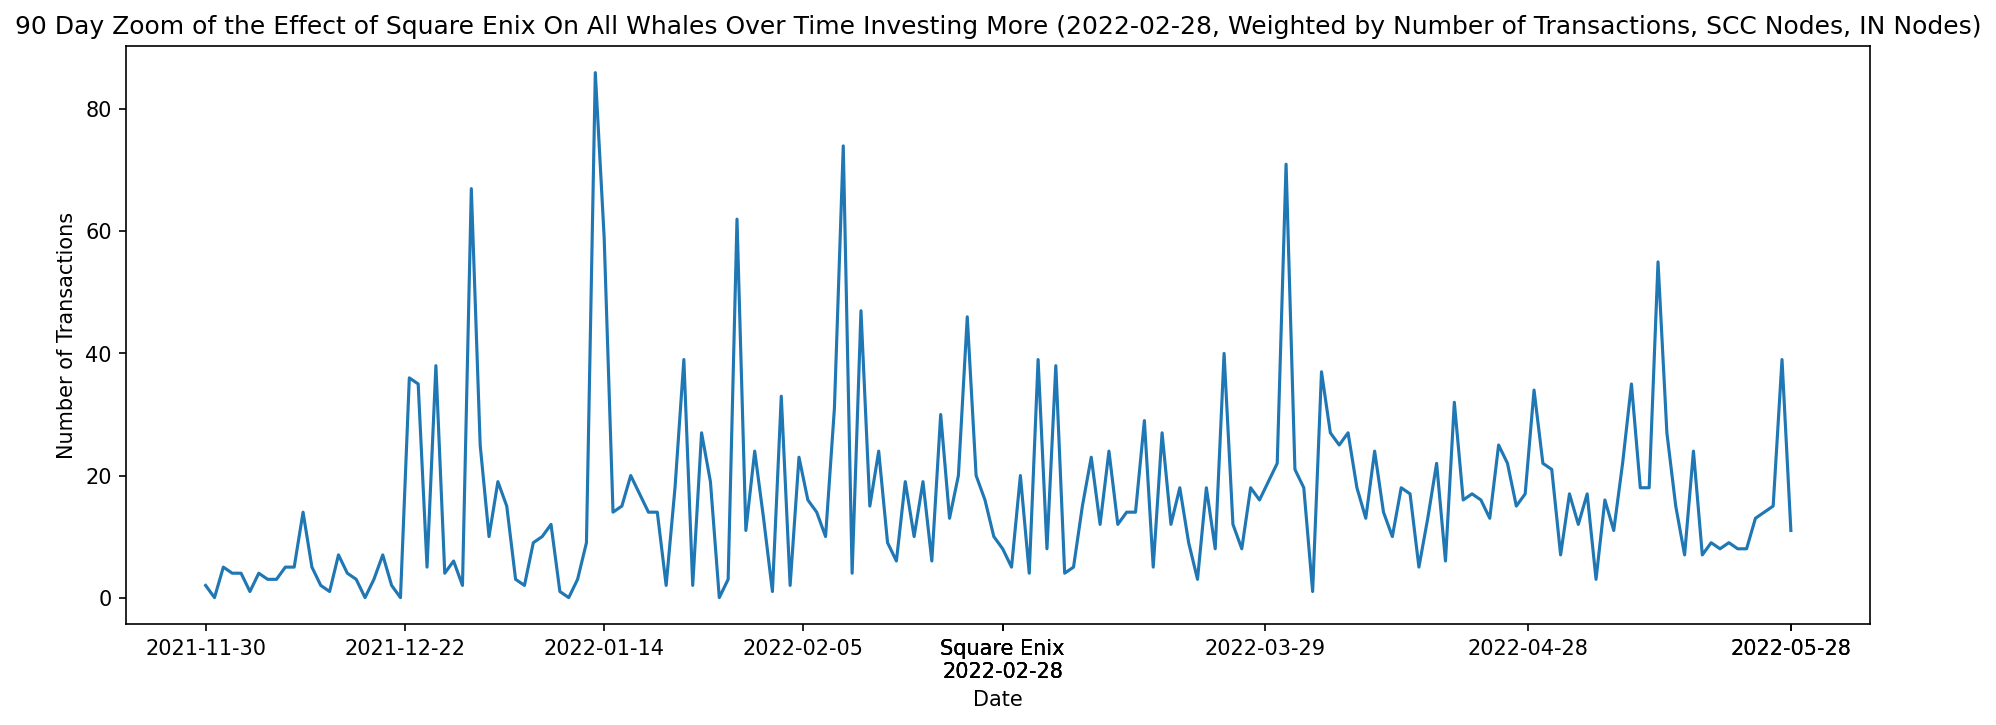 90 Day Zoom of the Effect of Square Enix On All Whales Over Time Investing More (2022-02-28, Weighted by Number of Transactions, SCC Nodes, IN Nodes)
Number of Transactions
80
60
40
20
0
2021-11-30 2021-12-22 2022-01-14 2022-02-05 Square Enix 2022-03-29 2022-04-28 2022-05-28
2022-02-28
Date